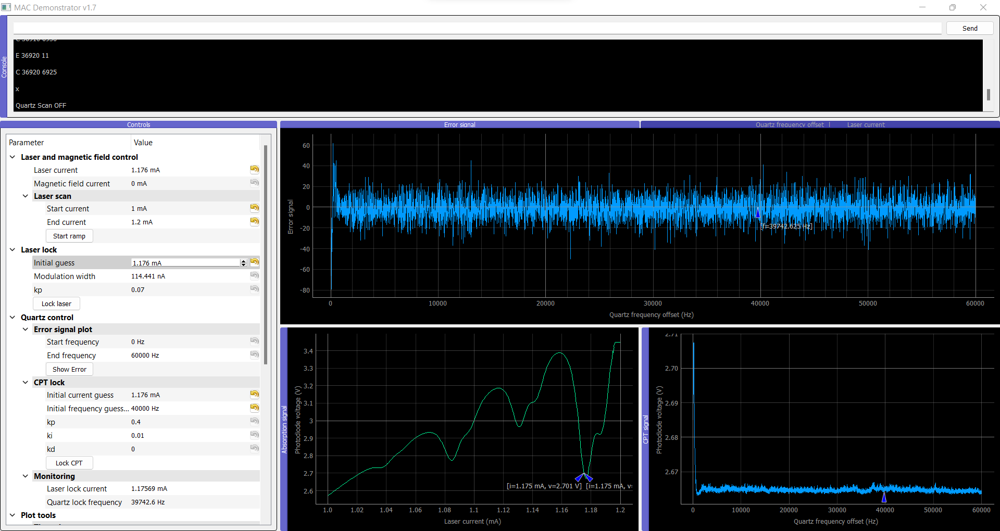 MAC Demonstrator v1.7
Send
Console
C 36910 6930
E 36920 11
C 36920 6925
x
Quartz Scan OFF
Controls
Parameter Value
Laser and magnetic field control
Laser current 1.176 mA
Magnetic field current 0 mA
Laser scan
Start current 1 mA
End current 1.2 mA
Start ramp
Laser lock
Initial guess 1.176 mA
Modulation width 114.441 nA
kp 0.07
Lock laser
Quartz control
Error signal plot
Start frequency 0 Hz
End frequency 60000 Hz
Show Error
CPT lock
Initial current guess 1.176 mA
Initial frequency guess... 40000 Hz
kp 0.4
ki 0.01
kd 0
Lock CPT
Monitoring
Laser lock current 1.17569 mA
Quartz lock frequency 39742.6 Hz
Plot tools
Error signal
Quartz frequency offset | Laser current
Error signal
60
40
20
0
-20
-40
-60
-80
[f=39742.625 Hz]
0 10000 20000 30000 40000 50000 60000
Quartz frequency offset (Hz)
Absorption signal
Photodiode voltage (V)
3.4
3.3
3.2
3.1
3
2.9
2.8
2.7
2.6
[i=1.175 mA, v=2.701 V] [i=1.175 mA, v=
1.0 1.02 1.04 1.06 1.08 1.1 1.12 1.14 1.16 1.18 1.2
Laser current (mA)
CPT signal
Photodiode voltage (V)
2.71
2.70
2.69
2.68
2.67
0 10000 20000 30000 40000 50000 60000
Quartz frequency offset (Hz)